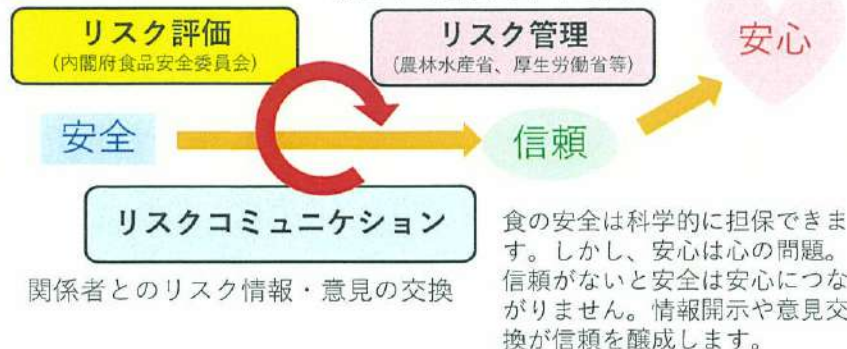 リスク評価
(内閣府食品安全委員会)
リスク管理
(農林水産省、厚生労働省等)
安心
安全
信頼
リスクコミュニケーション
関係者とのリスク情報・意見の交換
食の安全は科学的に担保できま
す。しかし、安心は心の問題。
信頼がないと安全は安心につな
がりません。情報開示や意見交
換が信頼を醸成します。